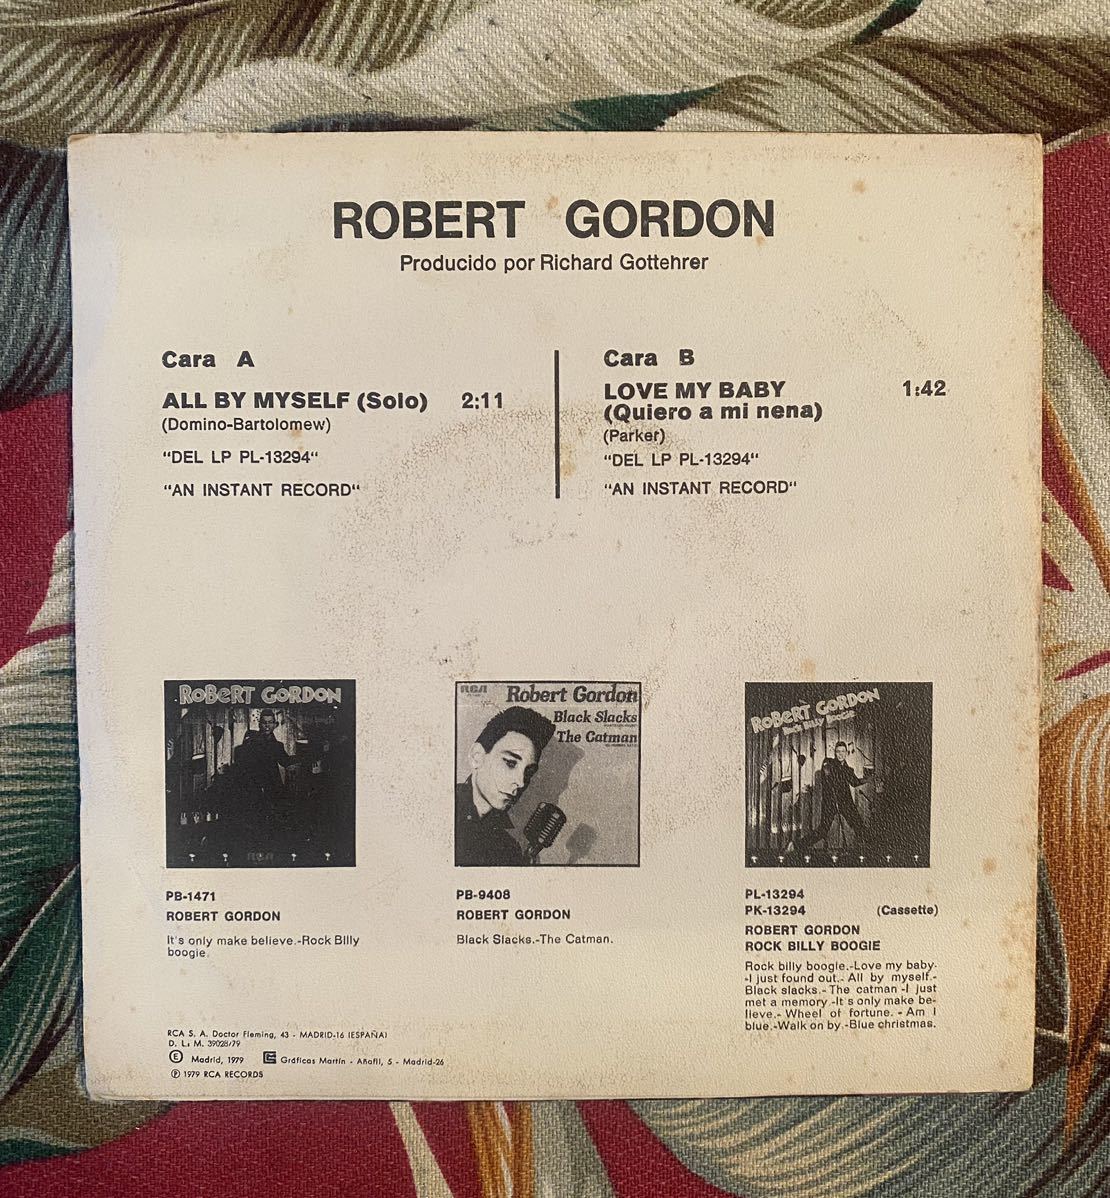 ROBERT GORDON
Producido por Richard Gottehrer
Cara A
ALL BY MYSELF (Solo) 2:11
(Domino-Bartolomew)
“DEL LP PL-13294“
“AN INSTANT RECORD“
Cara B
LOVE MY BABY 1:42
(Quiero a mi nena)
(Parker)
“DEL LP PL-13294“
“AN INSTANT RECORD“
ROBERT GORDON
RCA
PB-1471
ROBERT GORDON
It's only make believe.-Rock Billy
boogie.
RCA
Robert Gordon
Black Slacks
The Catman
PB-9408
ROBERT GORDON
Black Slacks.-The Catman.
ROBERT GORDON
PL-13294
PK-13294 (Cassette)
ROBERT GORDON
ROCK BILLY BOOGIE
Rock billy boogie.-Love my baby.
-I just found out.- All by myself.-
Black slacks.- The catman -I just
met a memory -It s only make be-
lieve.- Wheel of fortune. - Am I
blue.-Walk on by -Blue christmas.
RCA S. A. Doctor Fleming, 43 - MADRID-16 (ESPAÑA)
D. L. M. 39028/79
Ⓔ Madrid, 1979 Gráficas Martín - Añafil, 5 - Madrid-26
℗ 1979 RCA RECORDS